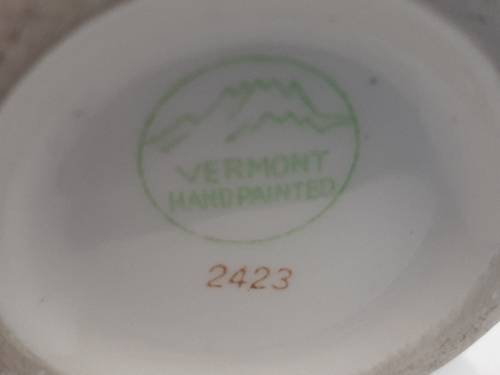 VERMONT
HAND PAINTED
2423